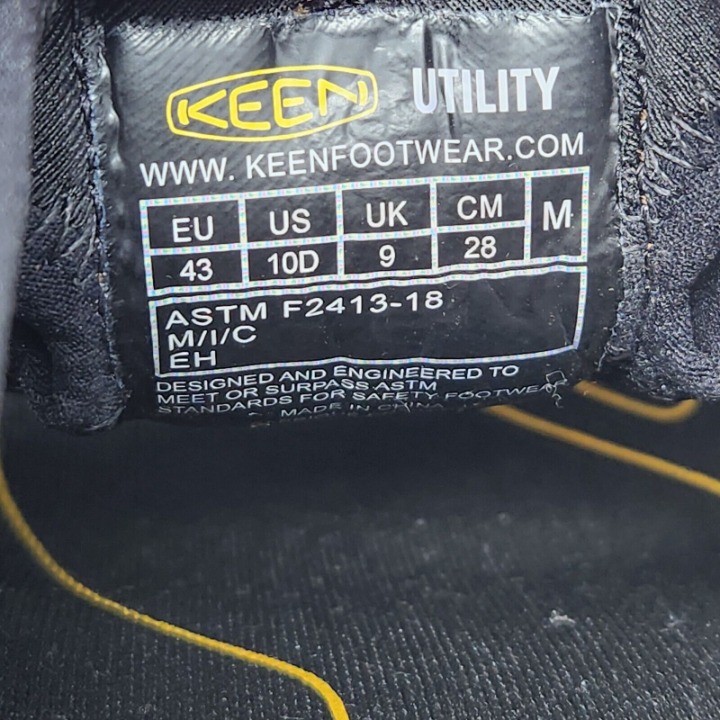 KEEN UTILITY
WWW. KEENFOOTWEAR.COM
EU US UK CM M
43 10D 9 28
ASTM F2413-18
M/I/C
EH
DESIGNED AND ENGINEERED TO
MEET OR SURPASS ASTM
STANDARDS FOR SAFETY FOOTWEAR
MADE IN CHINA